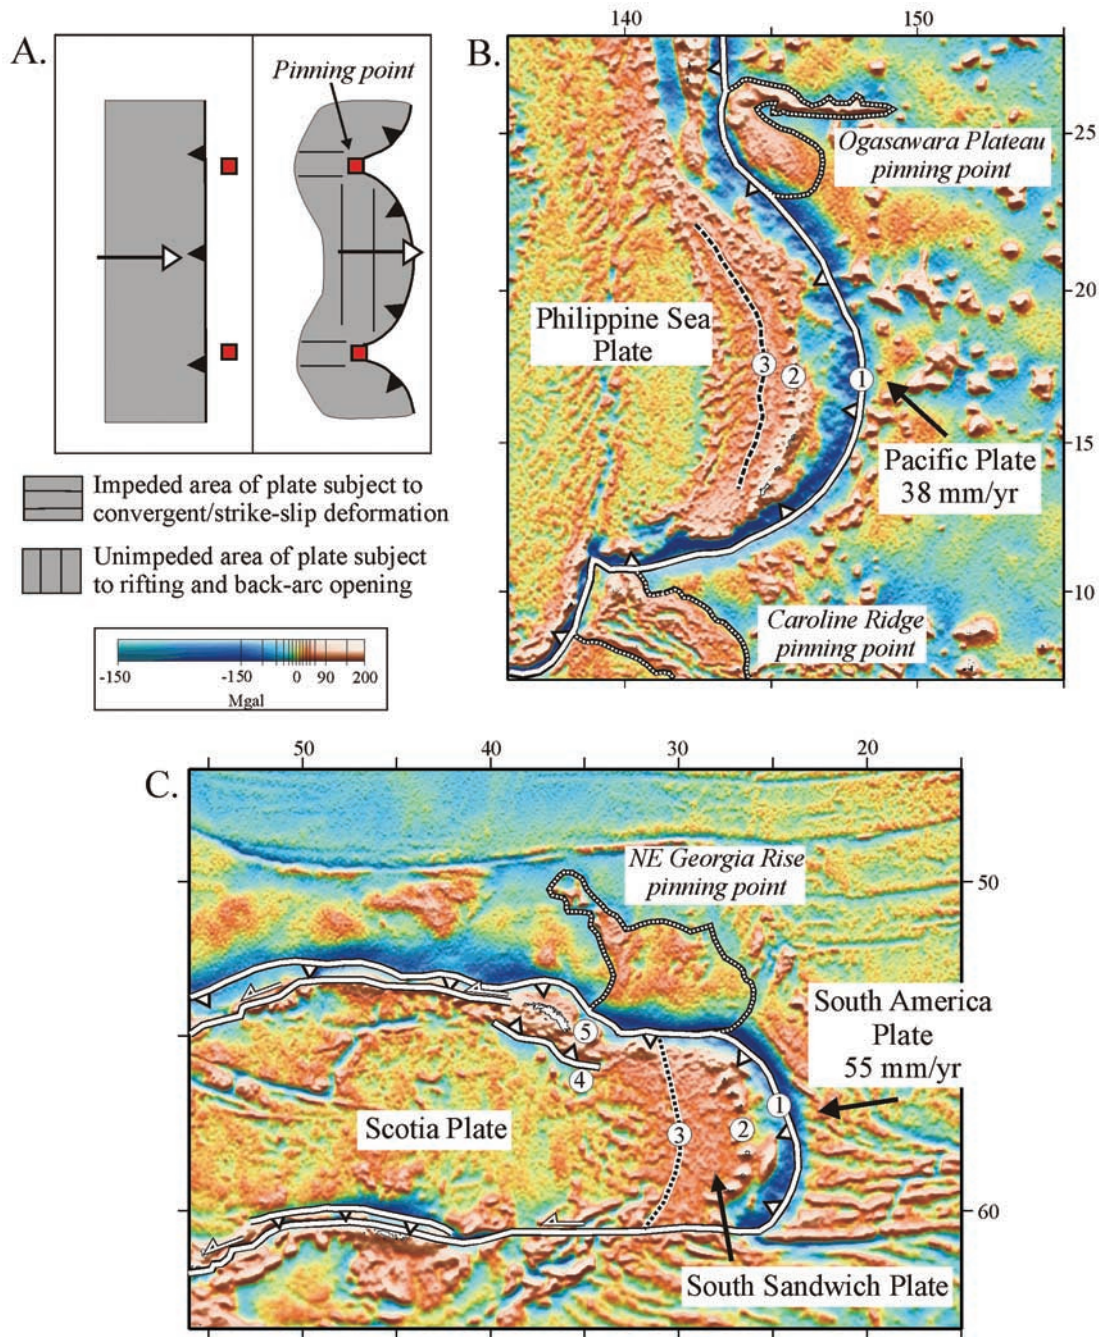 A.
Pinning point
Impeded area of plate subject to
convergent/strike-slip deformation
Unimpeded area of plate subject
to rifting and back-arc opening
-150 -150 0 90 200
Mgal
140 150
B.
25
Ogasawara Plateau
pinning point
20
Philippine Sea
Plate
3 2 1
15
Pacific Plate
38 mm/yr
10
Caroline Ridge
pinning point
50 40 30 20
C.
NE Georgia Rise
pinning point
50
South America
Plate
55 mm/yr
5
4
1
Scotia Plate
3 2
60
South Sandwich Plate